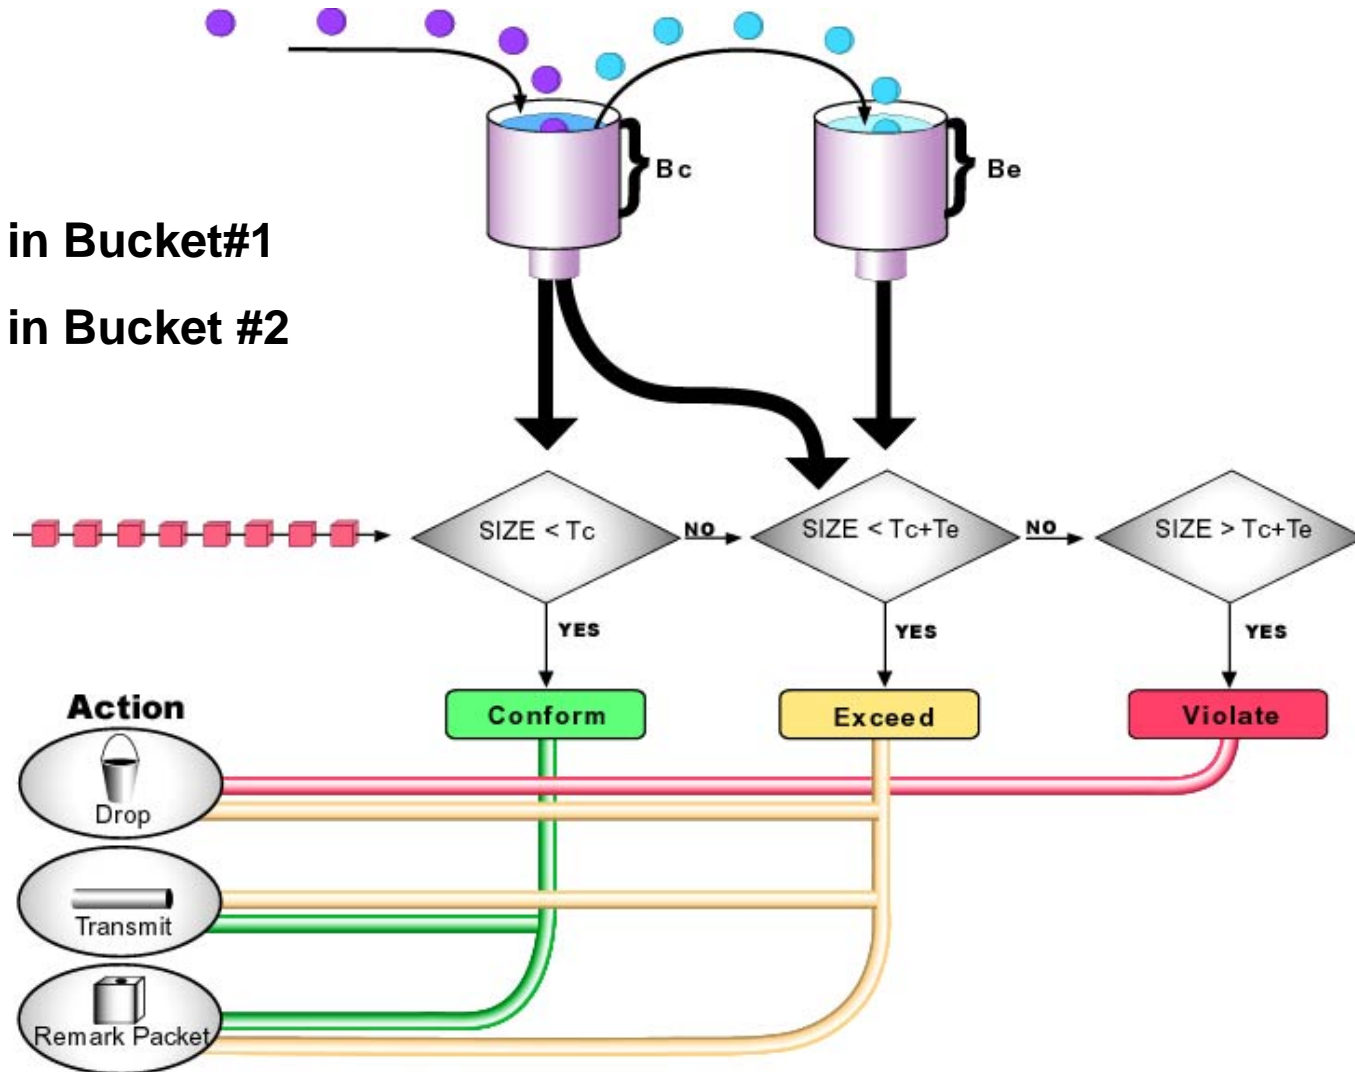 Bc
Be
in Bucket#1
in Bucket #2
SIZE < Tc
NO
SIZE < Tc+Te
NO
SIZE > Tc+Te
YES
YES
YES
Action
Conform
Exceed
Violate
Drop
Transmit
Remark Packet